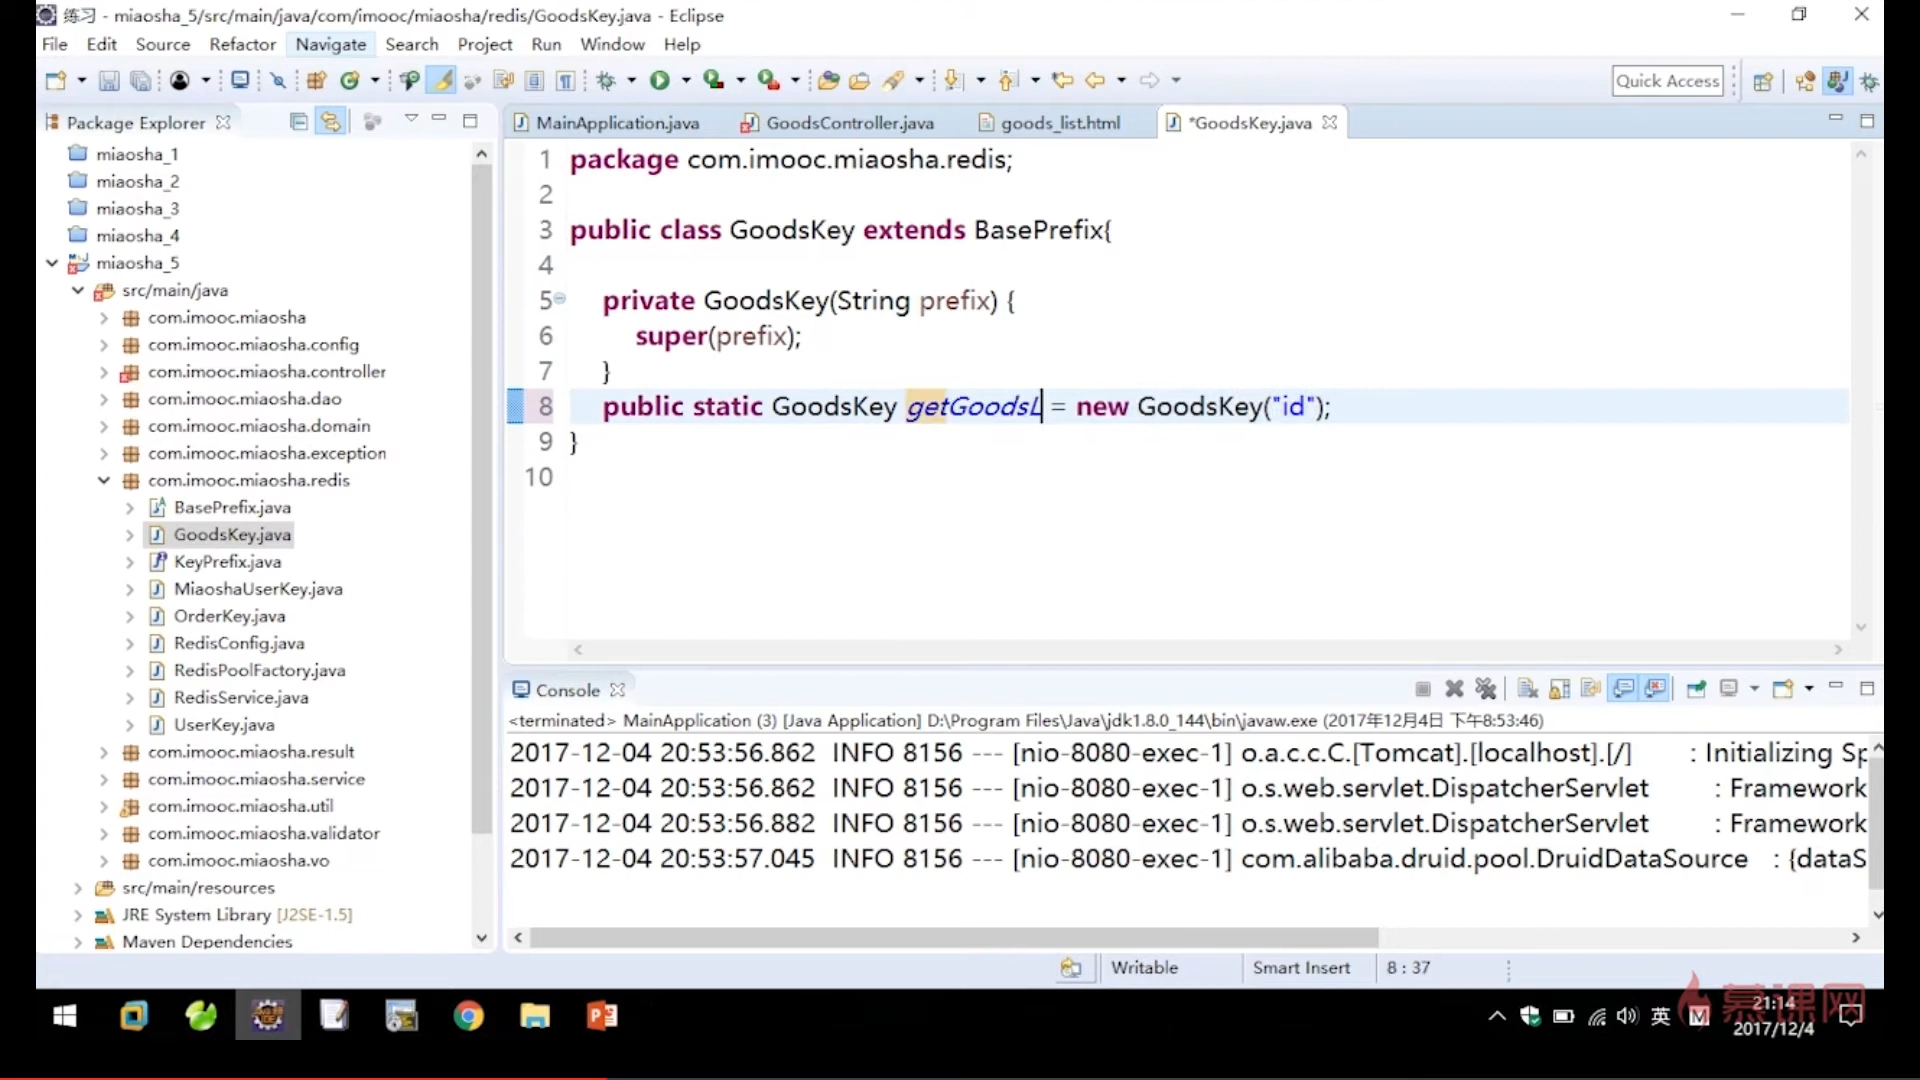 练习 - miaosha_5/src/main/java/com/imooc/miaosha/redis/GoodsKey.java - Eclipse
File Edit Source Refactor Navigate Search Project Run Window Help
Quick Access
Package Explorer
miaosha_1
miaosha_2
miaosha_3
miaosha_4
miaosha_5
src/main/java
com.imooc.miaosha
com.imooc.miaosha.config
com.imooc.miaosha.controller
com.imooc.miaosha.dao
com.imooc.miaosha.domain
com.imooc.miaosha.exception
com.imooc.miaosha.redis
BasePrefix.java
GoodsKey.java
KeyPrefix.java
MiaoshaUserKey.java
OrderKey.java
RedisConfig.java
RedisPoolFactory.java
RedisService.java
UserKey.java
com.imooc.miaosha.result
com.imooc.miaosha.service
com.imooc.miaosha.util
com.imooc.miaosha.validator
com.imooc.miaosha.vo
src/main/resources
JRE System Library [J2SE-1.5]
Maven Dependencies
MainApplication.java GoodsController.java goods_list.html *GoodsKey.java
1 package com.imooc.miaosha.redis;
2
3 public class GoodsKey extends BasePrefix{
4
5 private GoodsKey(String prefix) {
6 super(prefix);
7 }
8 public static GoodsKey getGoodsL = new GoodsKey("id");
9 }
10
Console
<terminated> MainApplication (3) [Java Application] D:\Program Files\Java\jdk1.8.0_144\bin\javaw.exe (2017年12月4日 下午8:53:46)
2017-12-04 20:53:56.862 INFO 8156 --- [nio-8080-exec-1] o.a.c.c.C.[Tomcat].[localhost].[/] : Initializing Sp
2017-12-04 20:53:56.862 INFO 8156 --- [nio-8080-exec-1] o.s.web.servlet.DispatcherServlet : Framework
2017-12-04 20:53:56.882 INFO 8156 --- [nio-8080-exec-1] o.s.web.servlet.DispatcherServlet : Framework
2017-12-04 20:53:57.045 INFO 8156 --- [nio-8080-exec-1] com.alibaba.druid.pool.DruidDataSource : {dataS
Writable Smart Insert 8 : 37
英 M 21:14
2017/12/4
慕课网